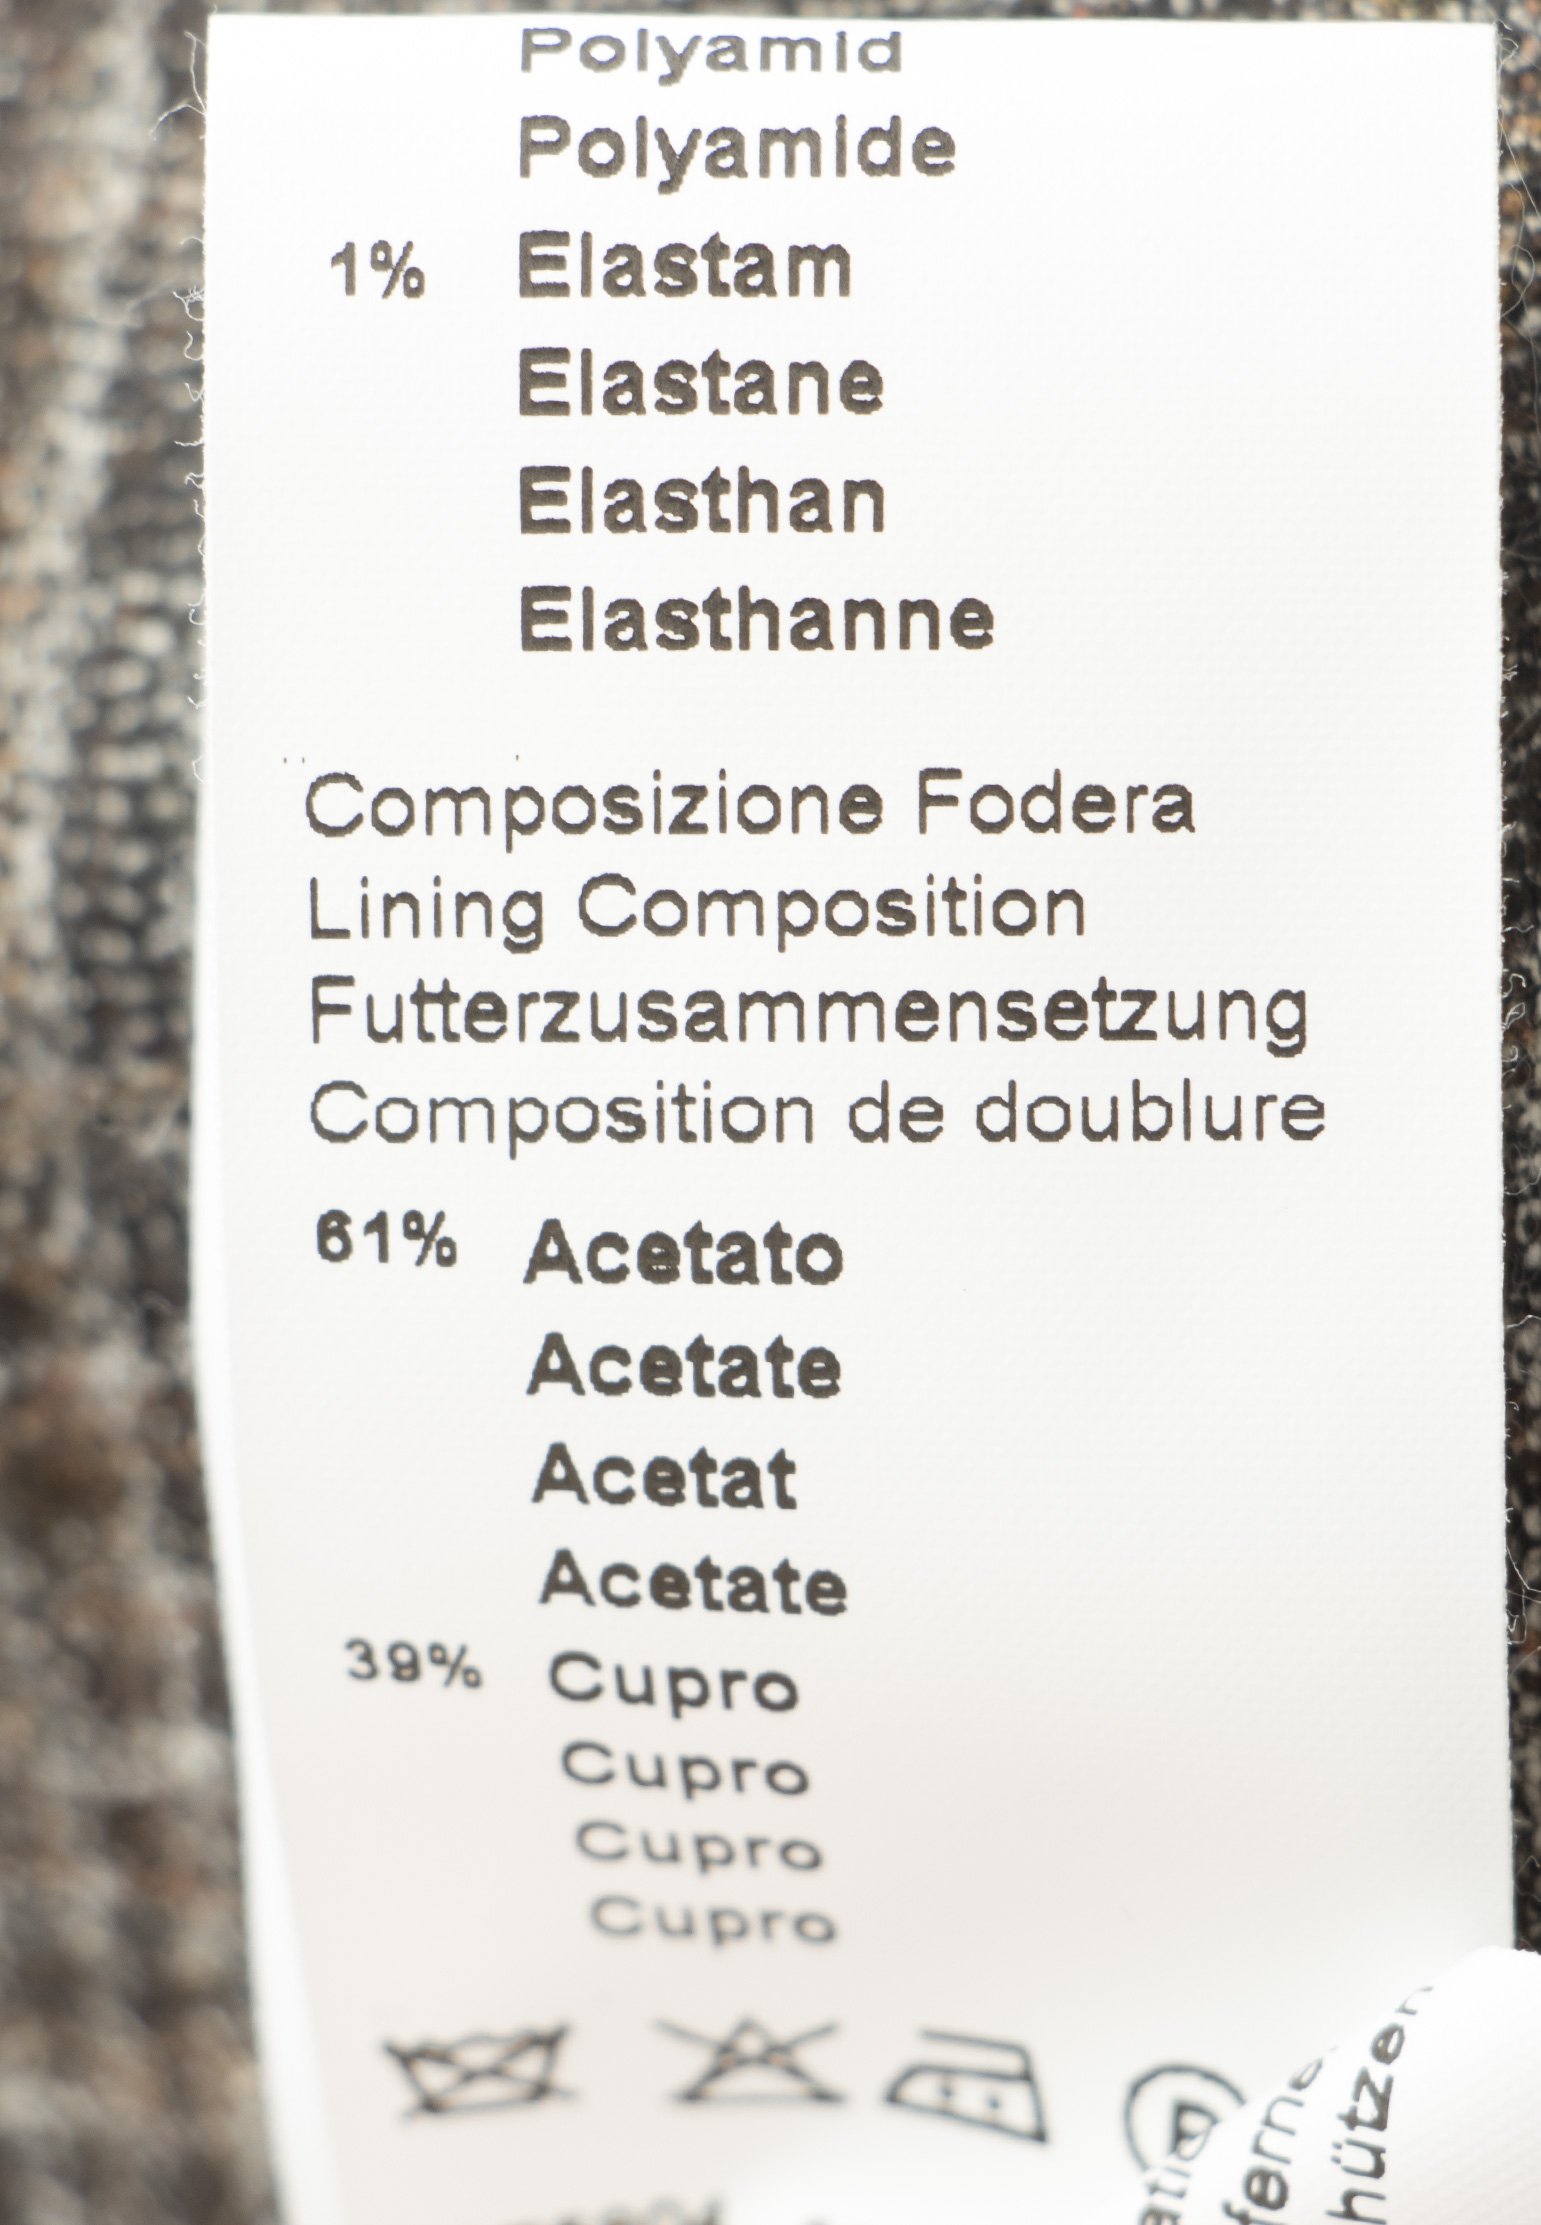 Polyamid
Polyamide
1% Elastam
Elastane
Elasthan
Elasthanne
Composizione Fodera
Lining Composition
Futterzusammensetzung
Composition de doublure
61% Acetato
Acetate
Acetat
Acetate
39% Cupro
Cupro
Cupro
Cupro
P
hützen